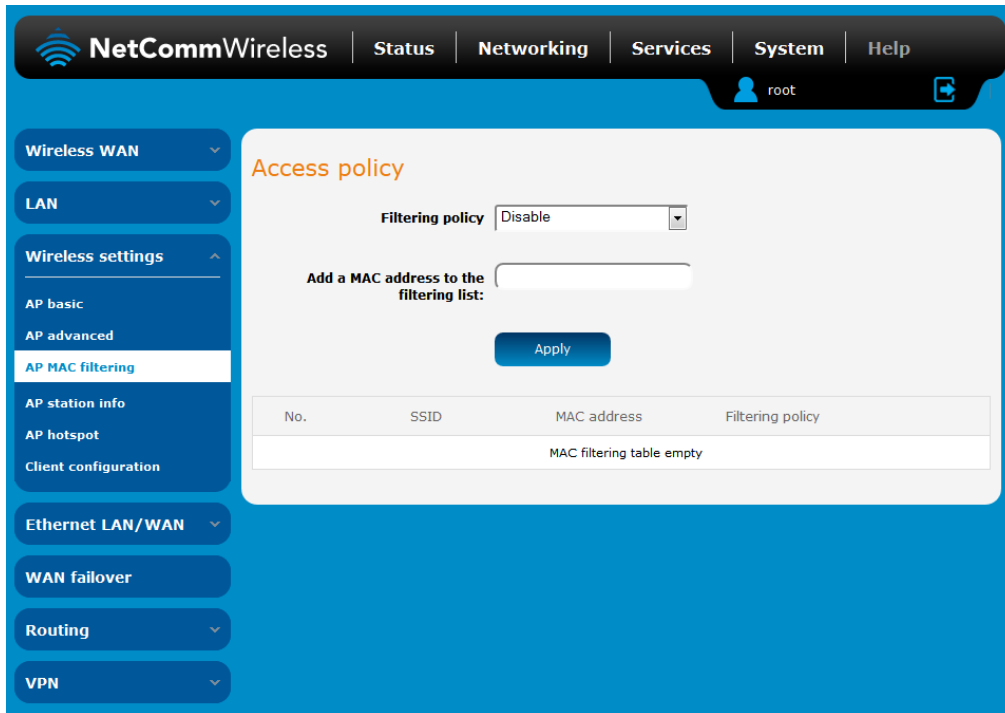 NetCommWireless
Status
Networking
Services
System
Help
root
Wireless WAN
LAN
Wireless settings
AP basic
AP advanced
AP MAC filtering
AP station info
AP hotspot
Client configuration
Ethernet LAN/WAN
WAN failover
Routing
VPN
Access policy
Filtering policy Disable
Add a MAC address to the
filtering list:
Apply
No. SSID MAC address Filtering policy
MAC filtering table empty